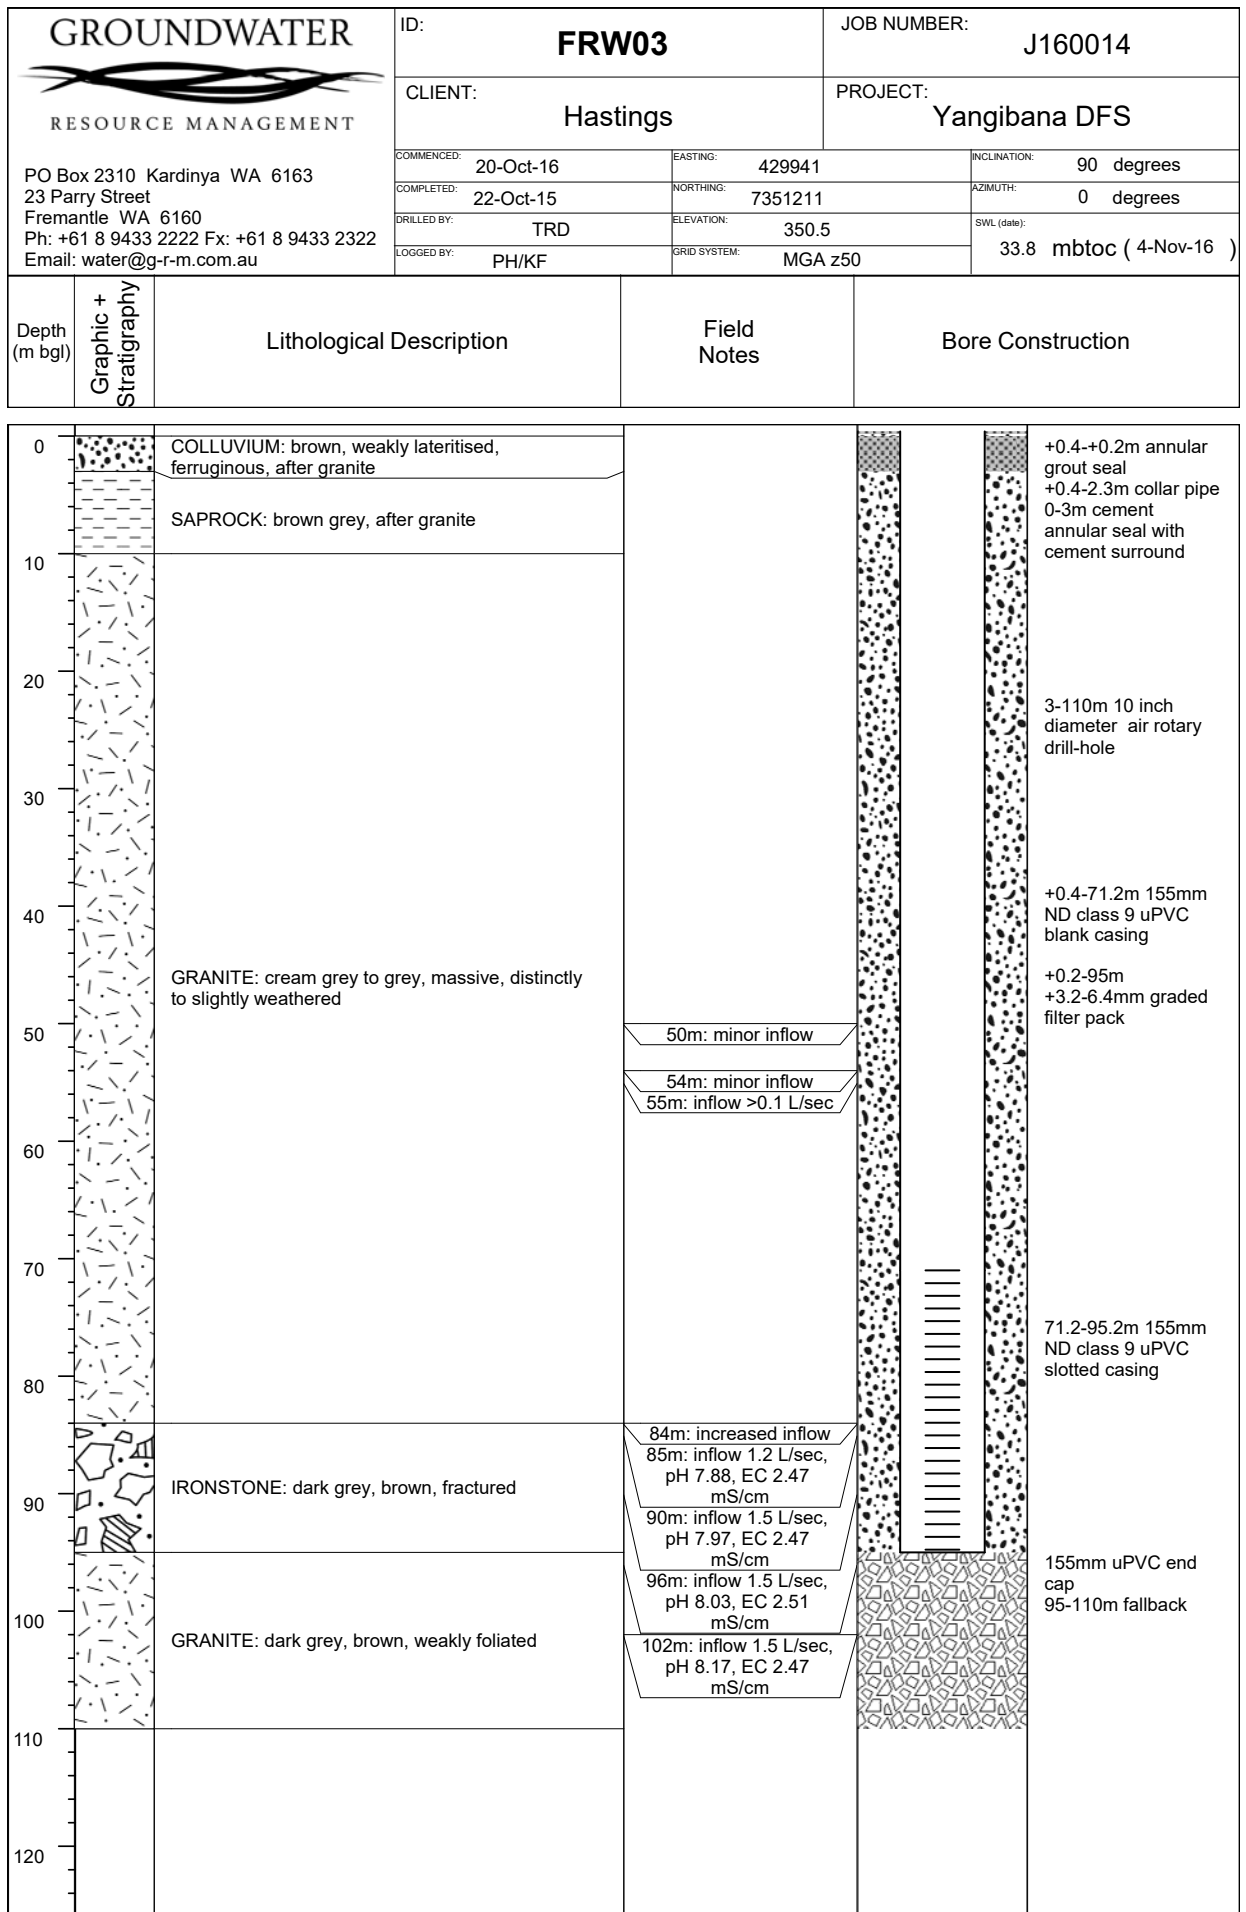 GROUNDWATER
RESOURCE MANAGEMENT
PO Box 2310 Kardinya WA 6163
23 Parry Street
Fremantle WA 6160
Ph: +61 8 9433 2222 Fx: +61 8 9433 2322
Email: water@g-r-m.com.au
ID:
FRW03
JOB NUMBER:
J160014
CLIENT:
Hastings
PROJECT:
Yangibana DFS
COMMENCED: 20-Oct-16
EASTING: 429941
INCLINATION: 90 degrees
COMPLETED: 22-Oct-15
NORTHING: 7351211
AZIMUTH: 0 degrees
DRILLED BY: TRD
ELEVATION: 350.5
SWL (date):
33.8 mbtoc ( 4-Nov-16 )
LOGGED BY: PH/KF
GRID SYSTEM: MGA z50
Depth
(m bgl)
Graphic +
Stratigraphy
Lithological Description
Field
Notes
Bore Construction
0
10
20
30
40
50
60
70
80
90
100
110
120
COLLUVIUM: brown, weakly lateritised,
ferruginous, after granite
SAPROCK: brown grey, after granite
GRANITE: cream grey to grey, massive, distinctly
to slightly weathered
IRONSTONE: dark grey, brown, fractured
GRANITE: dark grey, brown, weakly foliated
50m: minor inflow
54m: minor inflow
55m: inflow >0.1 L/sec
84m: increased inflow
85m: inflow 1.2 L/sec,
pH 7.88, EC 2.47
mS/cm
90m: inflow 1.5 L/sec,
pH 7.97, EC 2.47
mS/cm
96m: inflow 1.5 L/sec,
pH 8.03, EC 2.51
mS/cm
102m: inflow 1.5 L/sec,
pH 8.17, EC 2.47
mS/cm
+0.4-+0.2m annular
grout seal
+0.4-2.3m collar pipe
0-3m cement
annular seal with
cement surround
3-110m 10 inch
diameter air rotary
drill-hole
+0.4-71.2m 155mm
ND class 9 uPVC
blank casing
+0.2-95m
+3.2-6.4mm graded
filter pack
71.2-95.2m 155mm
ND class 9 uPVC
slotted casing
155mm uPVC end
cap
95-110m fallback